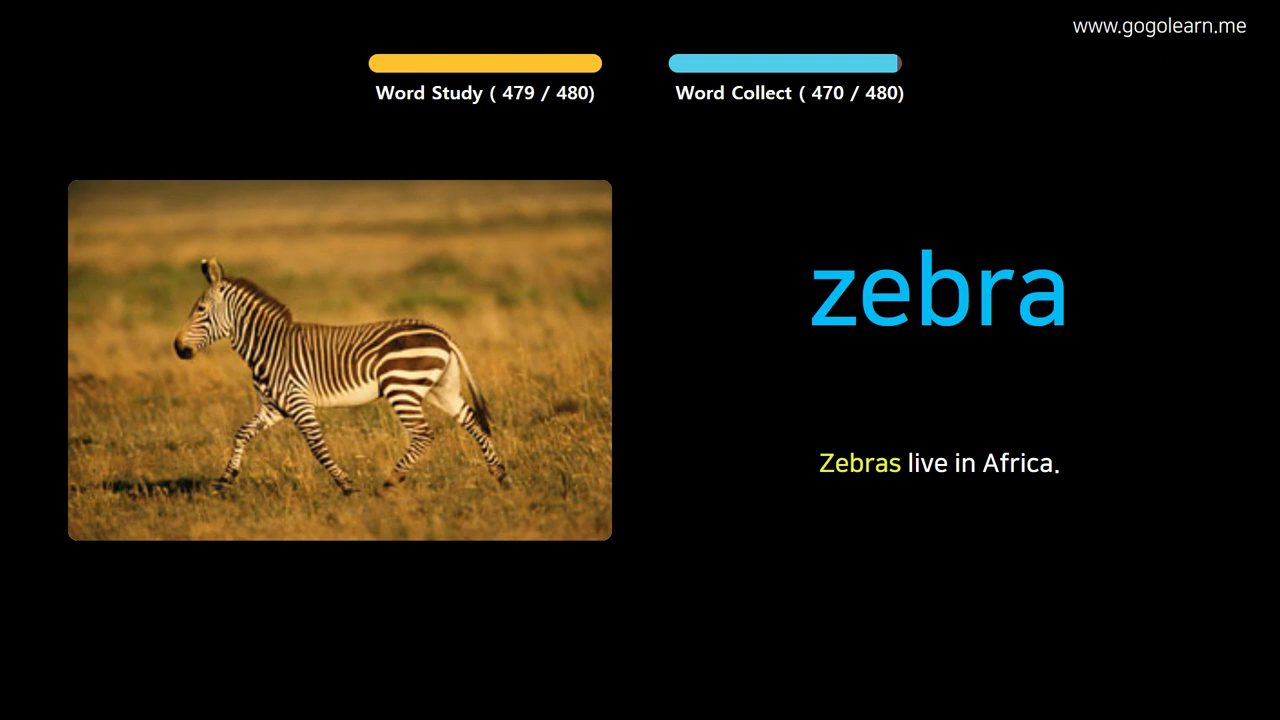 www.gogolearn.me
Word Study ( 479 / 480)
Word Collect ( 470 / 480)
zebra
Zebras live in Africa.